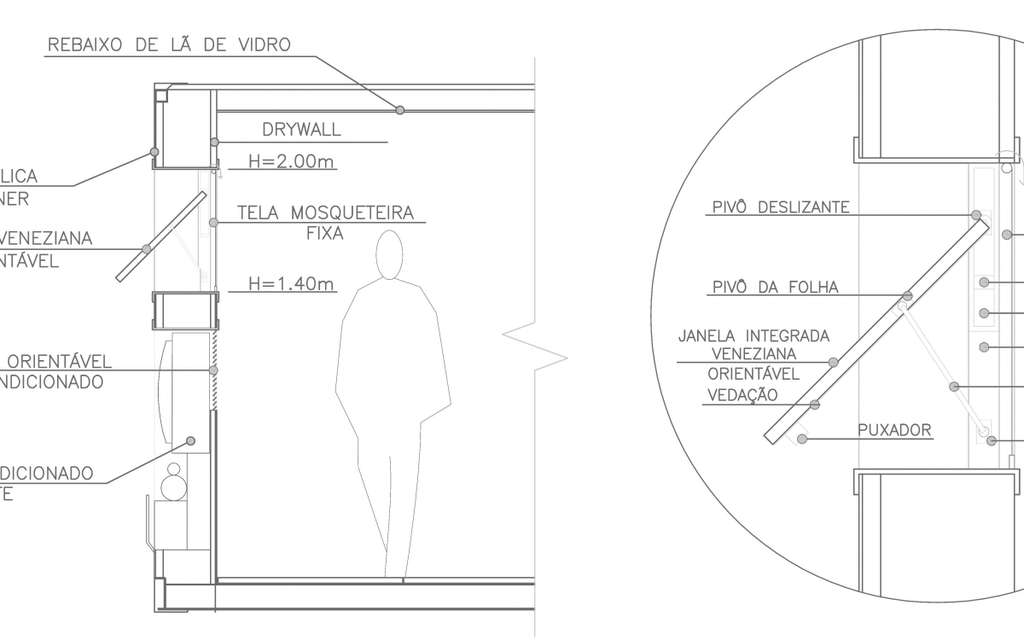 REBAIXO DE LÃ DE VIDRO
DRYWALL
H=2.00m
LICA
NER
TELA MOSQUETEIRA
FIXA
VENEZIANA
NTÁVEL
H=1.40m
ORIENTÁVEL
NDICIONADO
DICIONADO
TE
PIVÔ DESLIZANTE
PIVÔ DA FOLHA
JANELA INTEGRADA
VENEZIANA
ORIENTÁVEL
VEDAÇÃO
PUXADOR